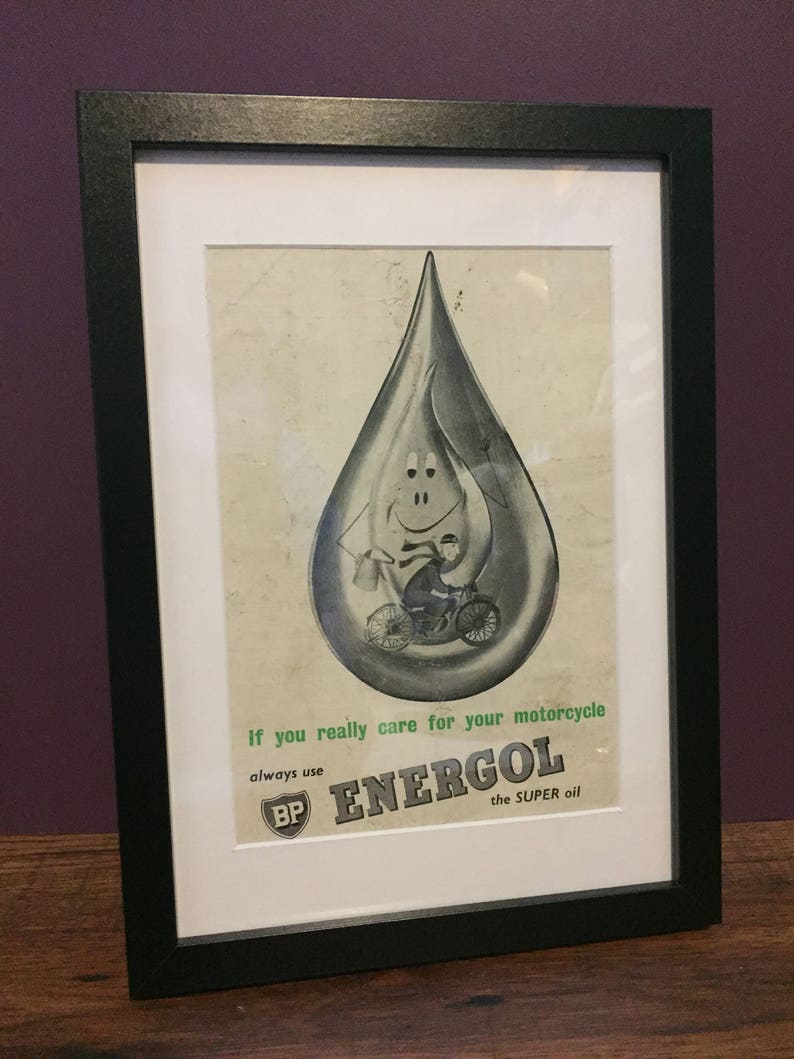 If you really care for your motorcycle
always use
BP ENERGOL
the SUPER oil